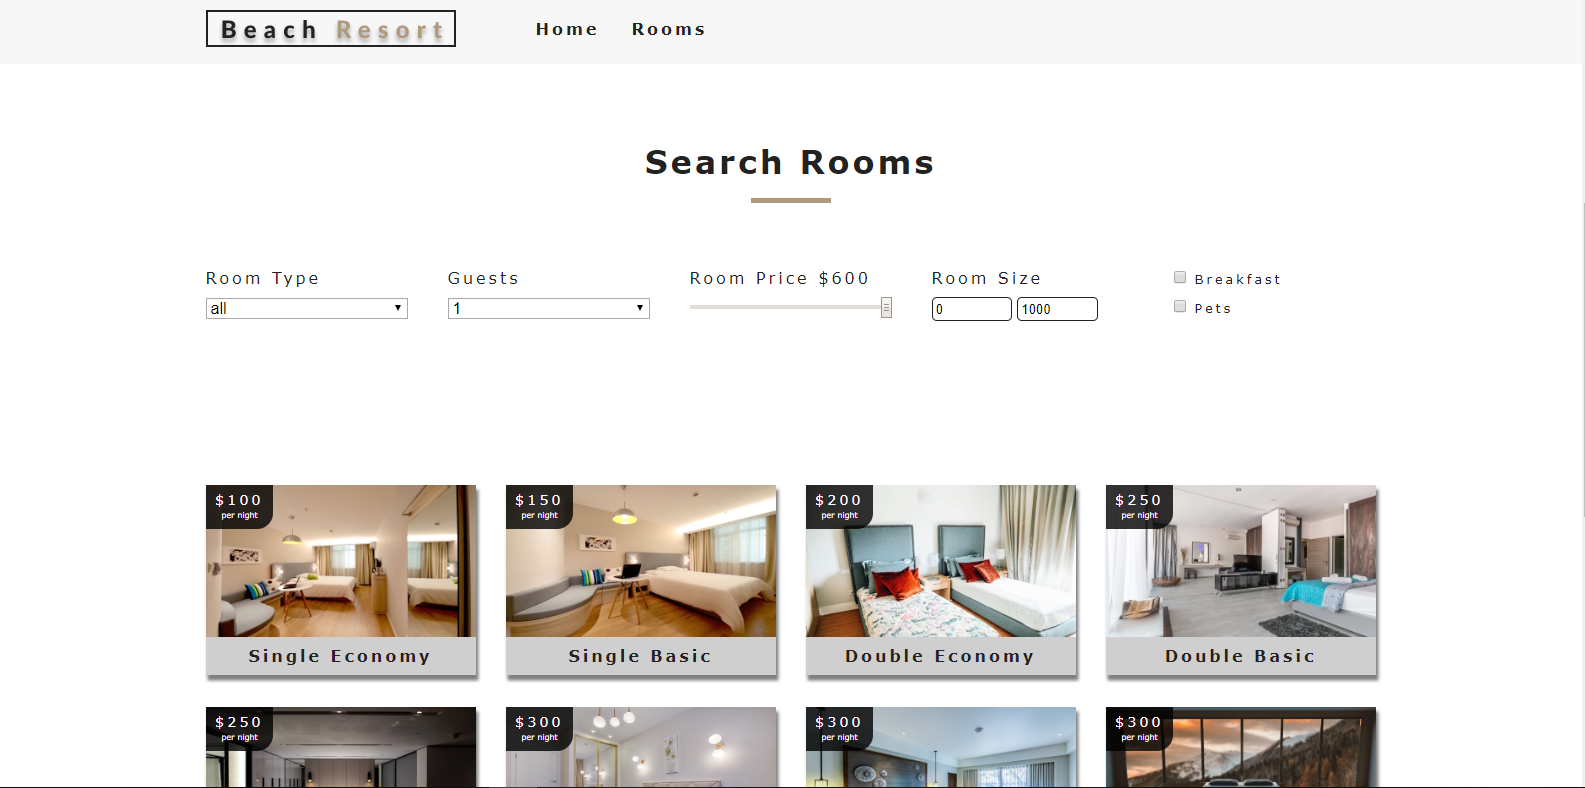 Beach Resort
Home Rooms
Search Rooms
Room Type Guests Room Price $600 Room Size Breakfast
all 1 0 1000 Pets
$100 $150 $200 $250
per night per night per night per night
Single Economy Single Basic Double Economy Double Basic
$250 $300 $300 $300
per night per night per night per night